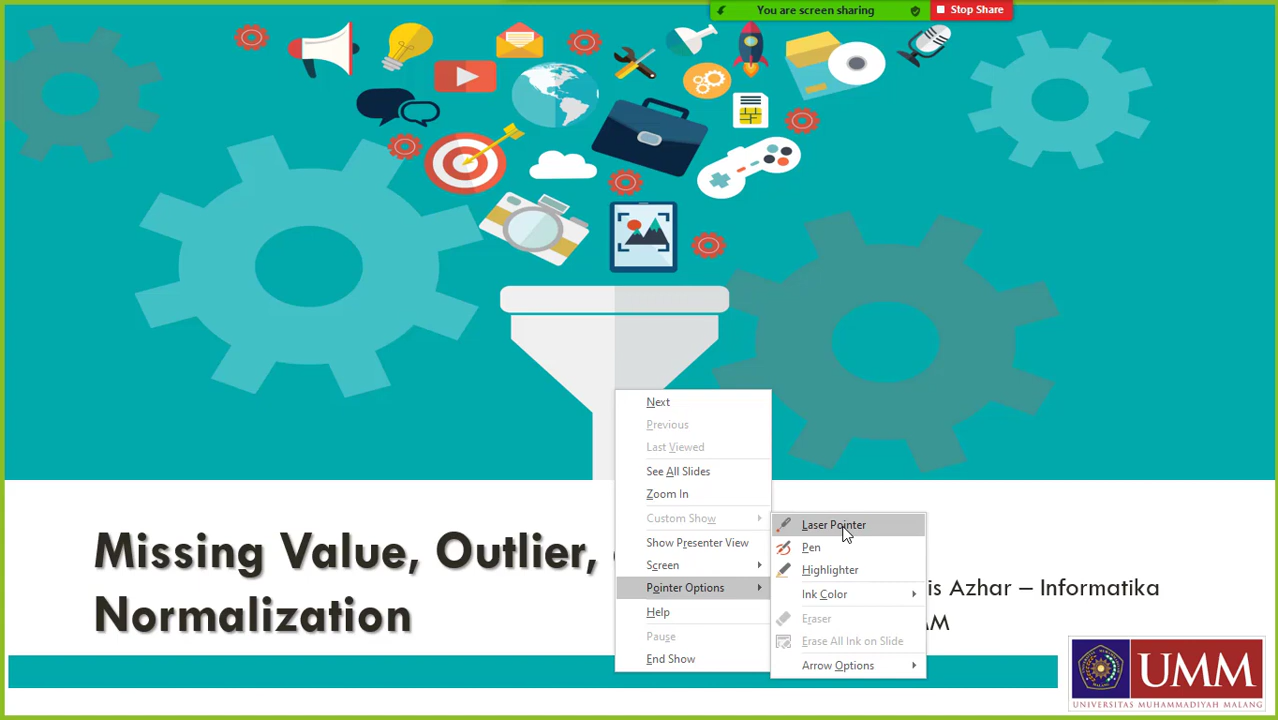 You are screen sharing
Stop Share
Next
Previous
Last Viewed
See All Slides
Zoom In
Custom Show
Show Presenter View
Screen
Pointer Options
Help
Pause
End Show
Laser Pointer
Pen
Highlighter
Ink Color
Eraser
Erase All Ink on Slide
Arrow Options
Missing Value, Outlier,
Normalization
is Azhar – Informatika
UMM
UNIVERSITAS MUHAMMADIYAH MALANG